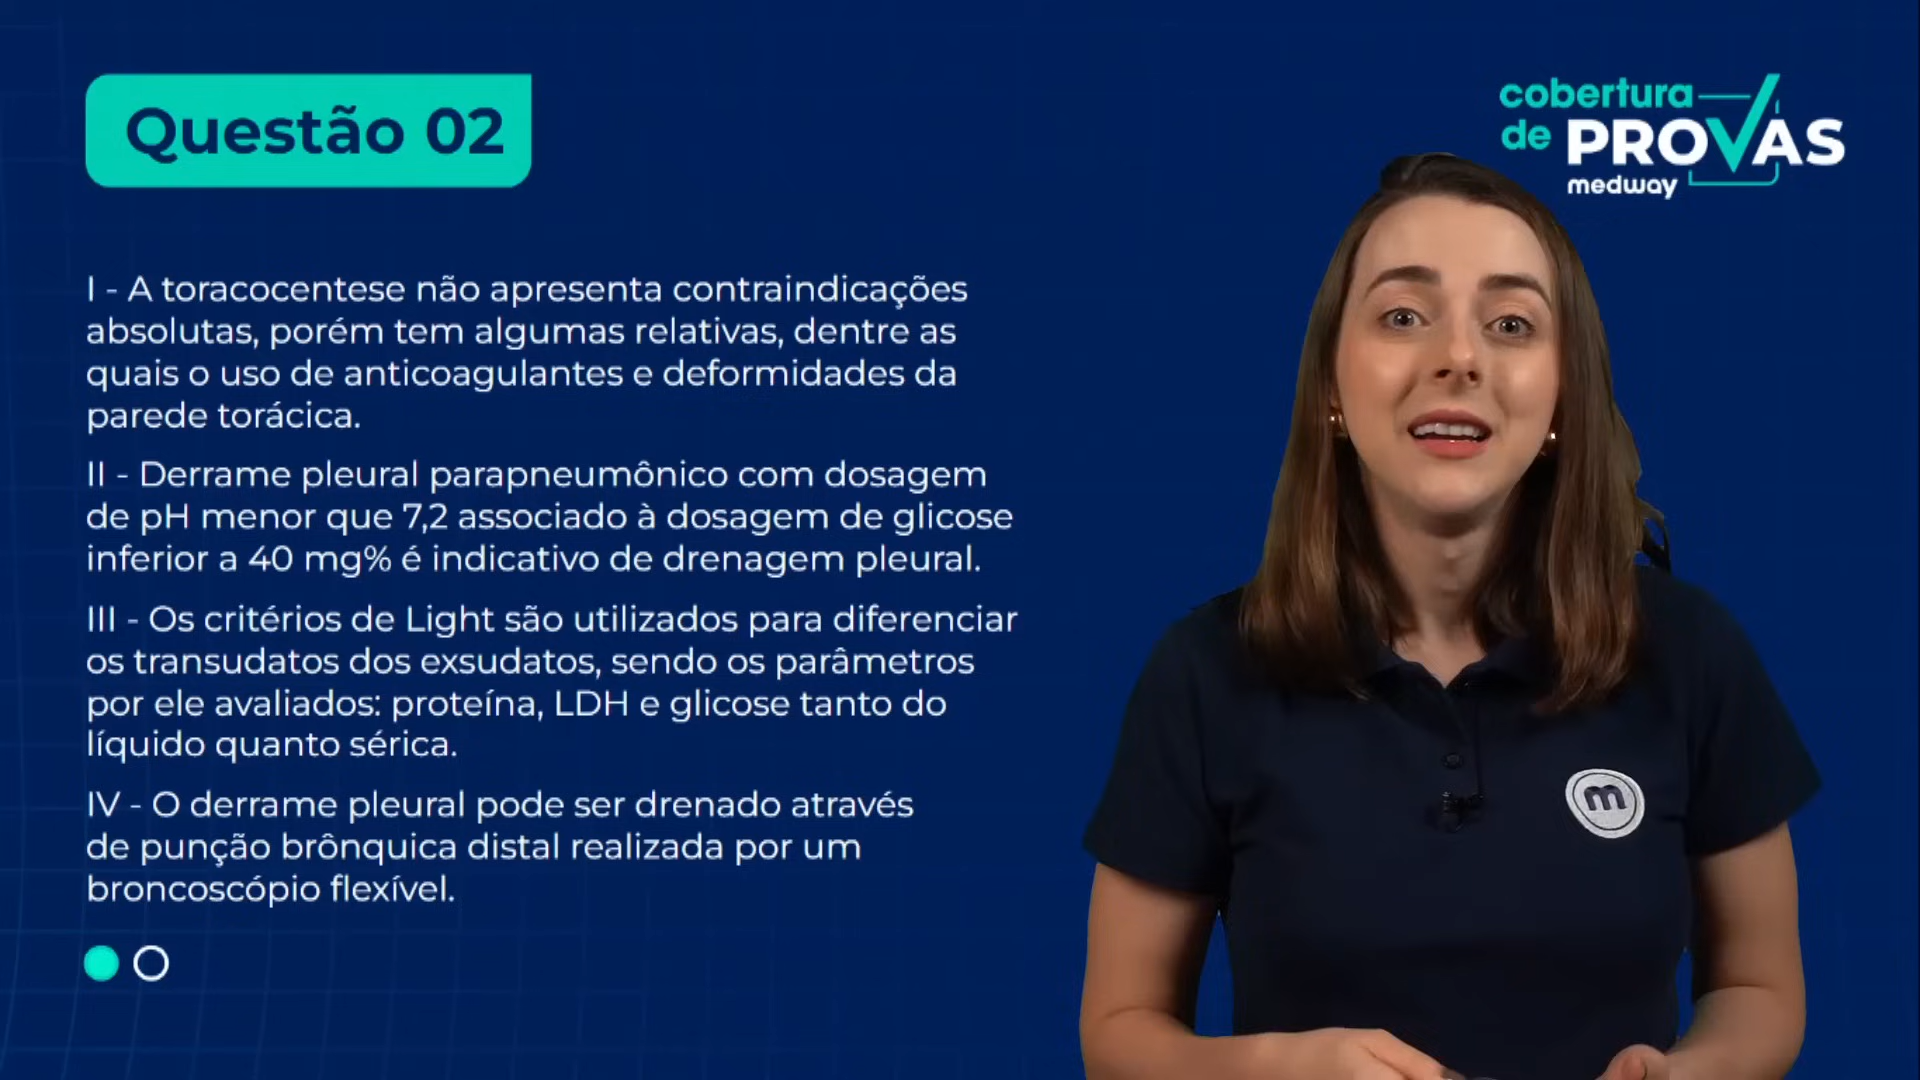 Questão 02
cobertura
de PROVAS
medway
I - A toracocentese não apresenta contraindicações
absolutas, porém tem algumas relativas, dentre as
quais o uso de anticoagulantes e deformidades da
parede torácica.
II - Derrame pleural parapneumônico com dosagem
de pH menor que 7,2 associado à dosagem de glicose
inferior a 40 mg% é indicativo de drenagem pleural.
III - Os critérios de Light são utilizados para diferenciar
os transudatos dos exsudatos, sendo os parâmetros
por ele avaliados: proteína, LDH e glicose tanto do
líquido quanto sérica.
IV - O derrame pleural pode ser drenado através
de punção brônquica distal realizada por um
broncoscópio flexível.
m